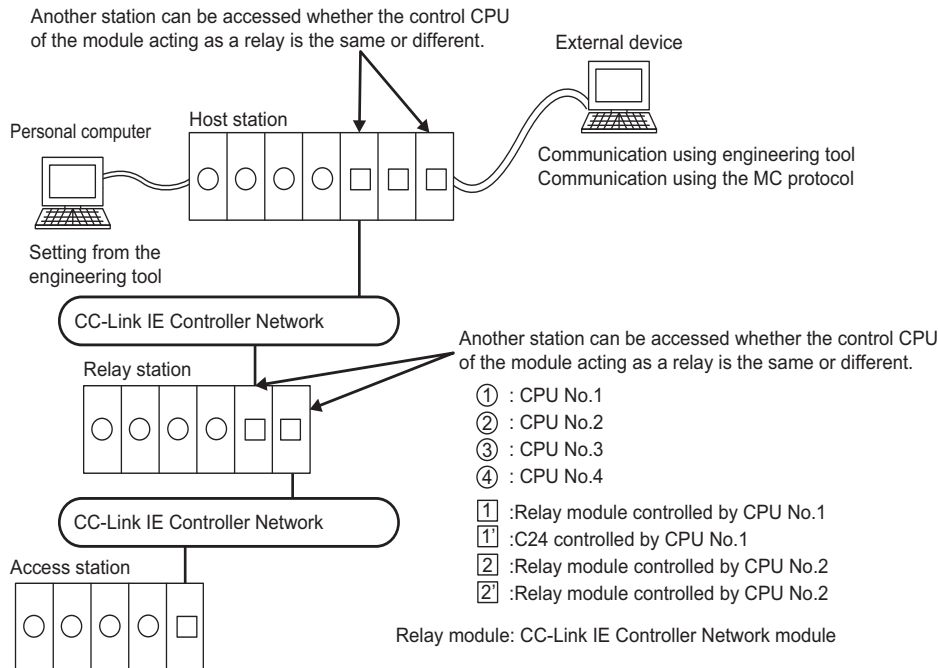 Another station can be accessed whether the control CPU
of the module acting as a relay is the same or different.
External device
Personal computer
Host station
Communication using engineering tool
Communication using the MC protocol
Setting from the
engineering tool
CC-Link IE Controller Network
Another station can be accessed whether the control CPU
of the module acting as a relay is the same or different.
Relay station
① : CPU No.1
② : CPU No.2
③ : CPU No.3
④ : CPU No.4
1 :Relay module controlled by CPU No.1
1' :C24 controlled by CPU No.1
2 :Relay module controlled by CPU No.2
2' :Relay module controlled by CPU No.2
CC-Link IE Controller Network
Access station
Relay module: CC-Link IE Controller Network module